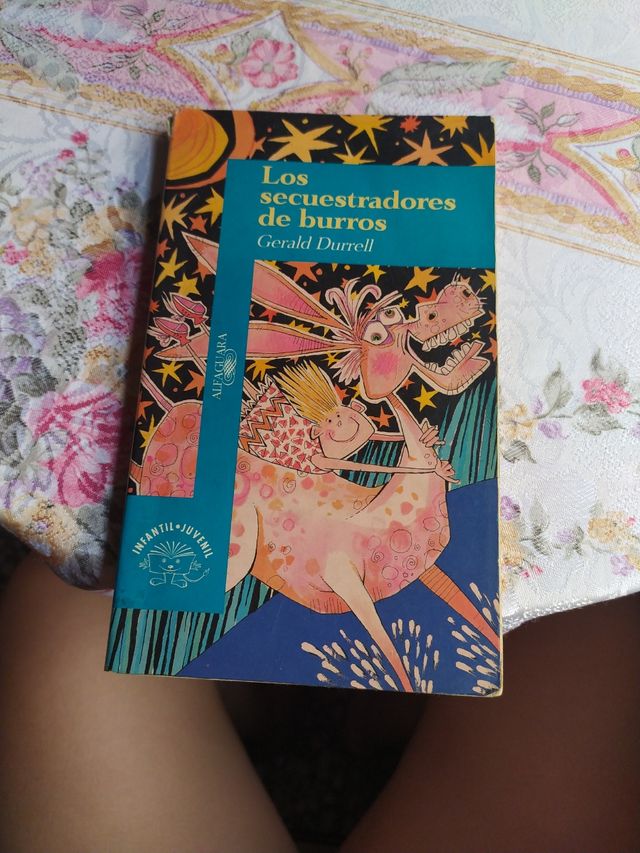 Los
secuestradores
de burros
Gerald Durrell
ALFAGUARA
INFANTIL • JUVENIL